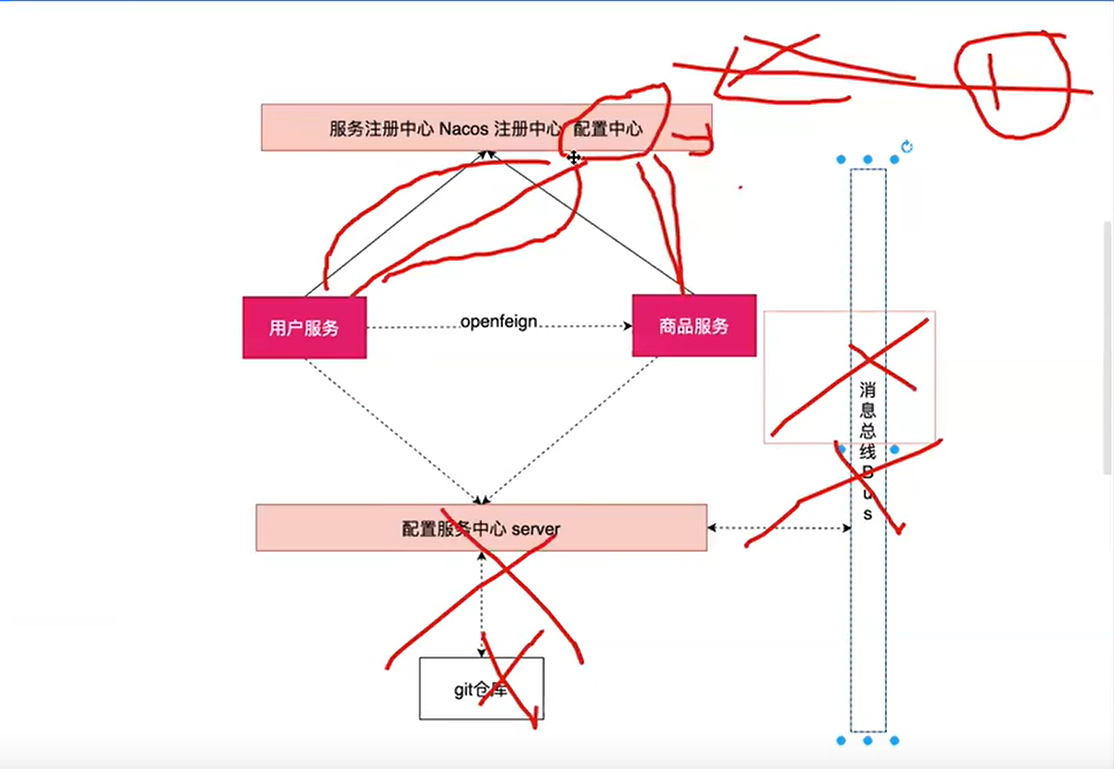 服务注册中心 Nacos 注册中心 配置中心
用户服务
openfeign
商品服务
消息总线Bus
配置服务中心 server
git仓库